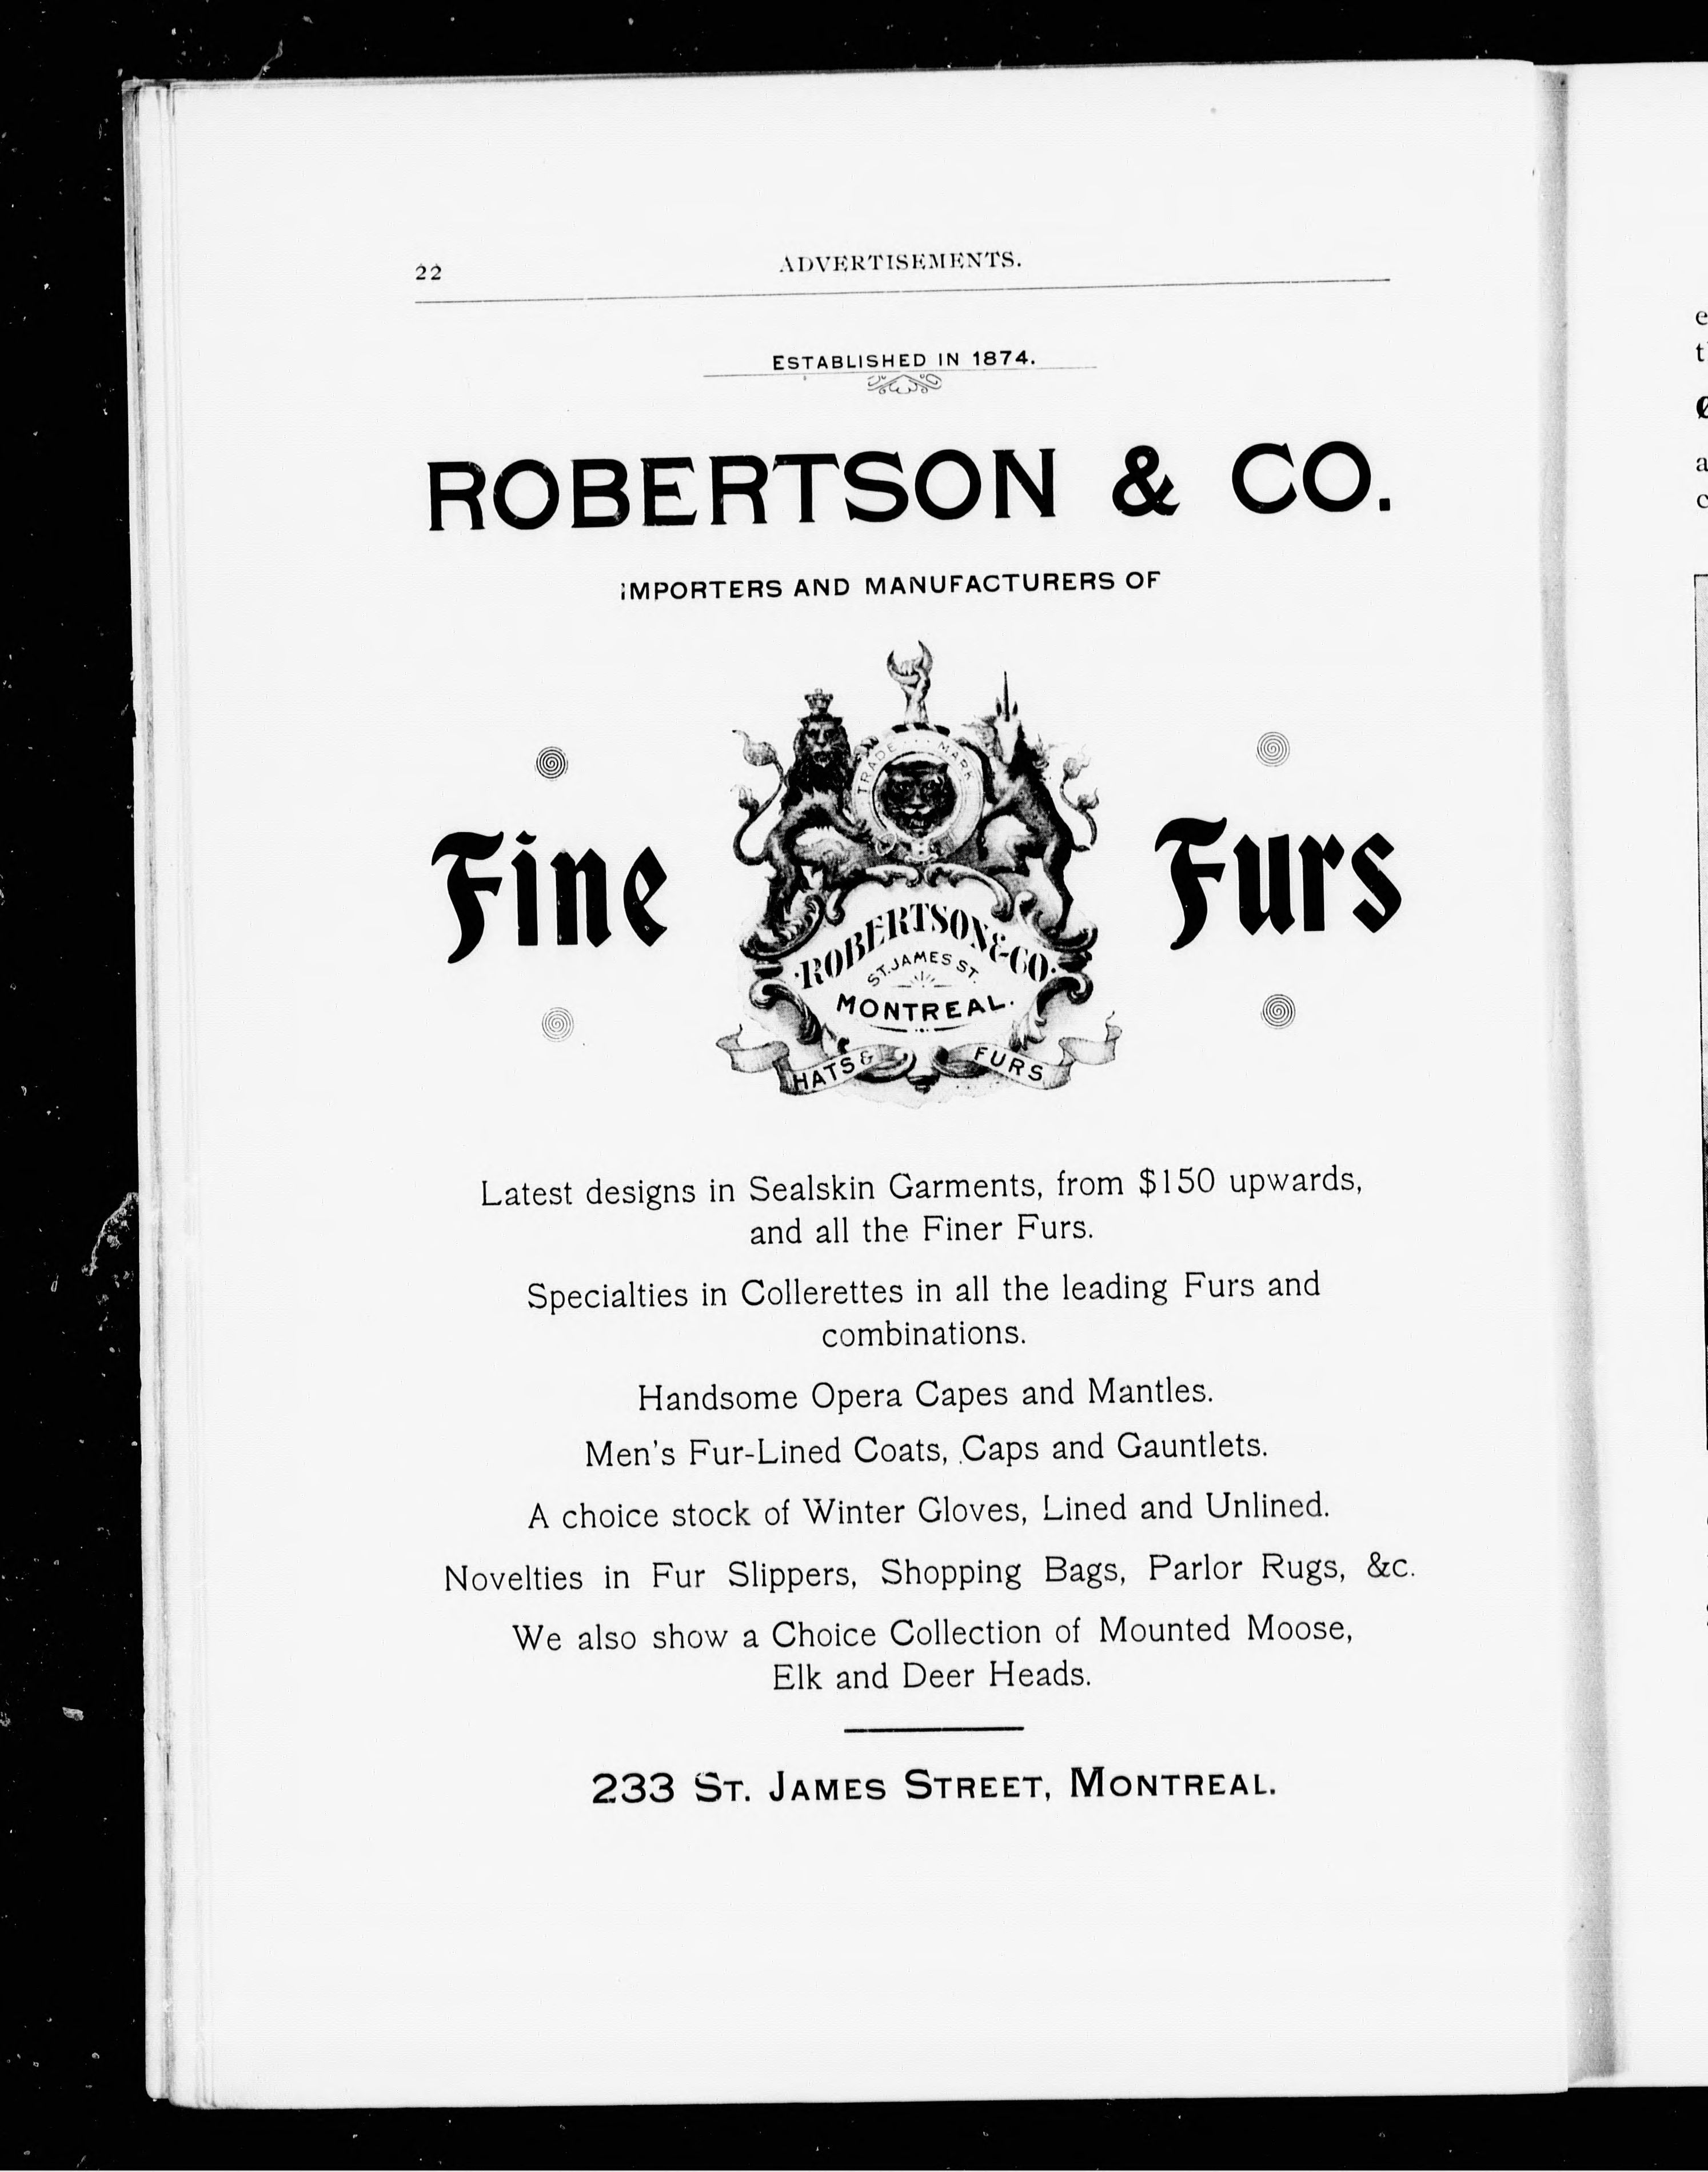 22
ADVERTISEMENTS.
ESTABLISHED IN 1874.
ROBERTSON & CO.
IMPORTERS AND MANUFACTURERS OF
Fine Furs
TRADE MARK
ROBERTSON & CO.
ST. JAMES ST.
MONTREAL.
HATS & FURS
Latest designs in Sealskin Garments, from $150 upwards,
and all the Finer Furs.
Specialties in Collerettes in all the leading Furs and
combinations.
Handsome Opera Capes and Mantles.
Men's Fur-Lined Coats, Caps and Gauntlets.
A choice stock of Winter Gloves, Lined and Unlined.
Novelties in Fur Slippers, Shopping Bags, Parlor Rugs, &c.
We also show a Choice Collection of Mounted Moose,
Elk and Deer Heads.
233 ST. JAMES STREET, MONTREAL.